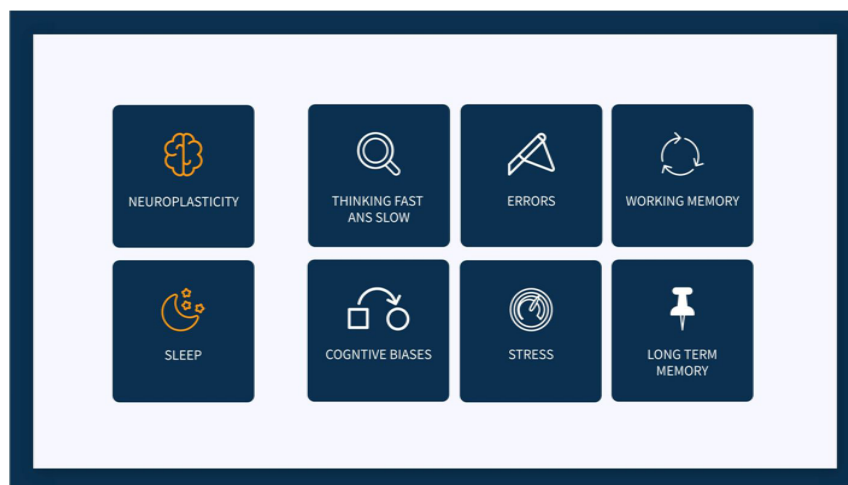 NEUROPLASTICITY
THINKING FAST
ANS SLOW
ERRORS
WORKING MEMORY
SLEEP
COGNTIVE BIASES
STRESS
LONG TERM
MEMORY